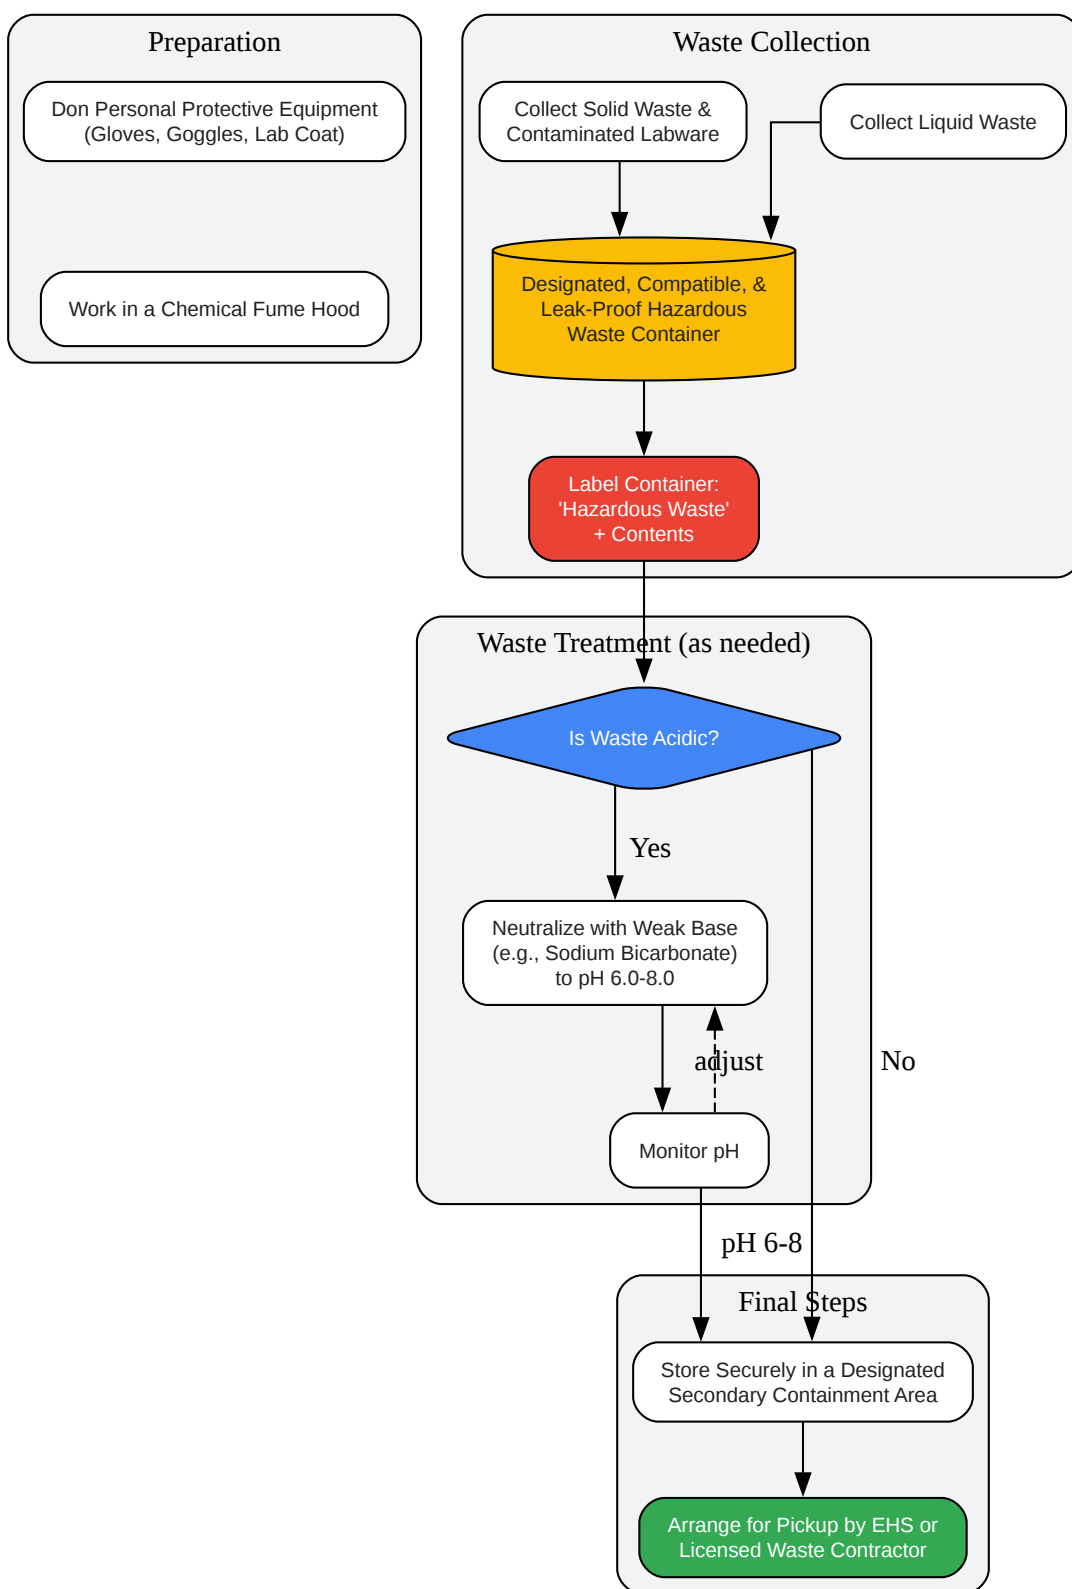 Preparation
Don Personal Protective Equipment
(Gloves, Goggles, Lab Coat)
Work in a Chemical Fume Hood
Waste Collection
Collect Solid Waste &
Contaminated Labware
Collect Liquid Waste
Designated, Compatible, &
Leak-Proof Hazardous
Waste Container
Label Container:
'Hazardous Waste'
+ Contents
Waste Treatment (as needed)
Is Waste Acidic?
Yes
Neutralize with Weak Base
(e.g., Sodium Bicarbonate)
to pH 6.0-8.0
adjust
No
Monitor pH
pH 6-8
Final Steps
Store Securely in a Designated
Secondary Containment Area
Arrange for Pickup by EHS or
Licensed Waste Contractor